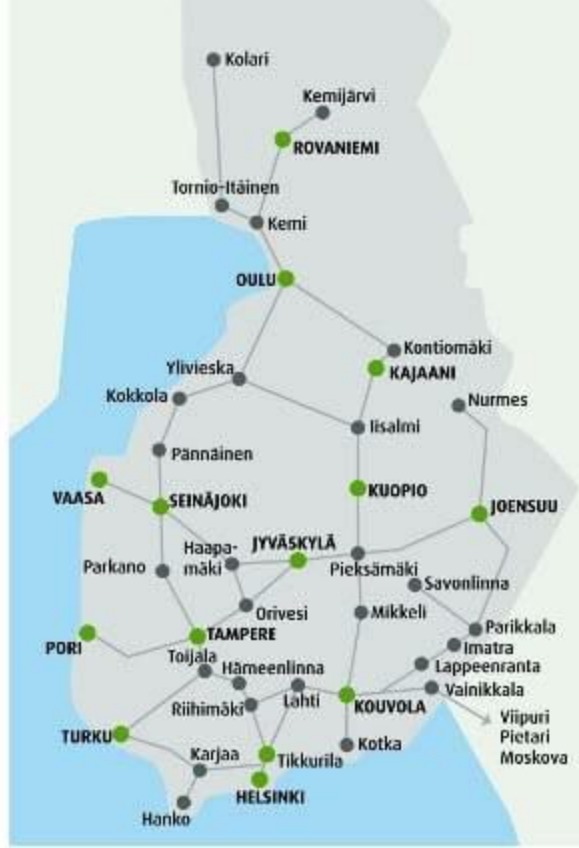 Kolari
Kemijärvi
ROVANIEMI
Tornio-Itäinen
Kemi
OULU
Kontiomäki
Ylivieska
KAJAANI
Kokkola
Nurmes
Iisalmi
Pännäinen
VAASA
SEINÄJOKI
KUOPIO
JOENSUU
Haapa-
mäki
JYVÄSKYLÄ
Parkano
Pieksämäki
Savonlinna
Orivesi
Mikkeli
PORI
TAMPERE
Parikkala
Toijala
Imatra
Hämeenlinna
Lappeenranta
Riihimäki
Lahti
KOUVOLA
Vainikkala
TURKU
Viipuri
Pietari
Moskova
Karjaa
Tikkurila
Kotka
HELSINKI
Hanko